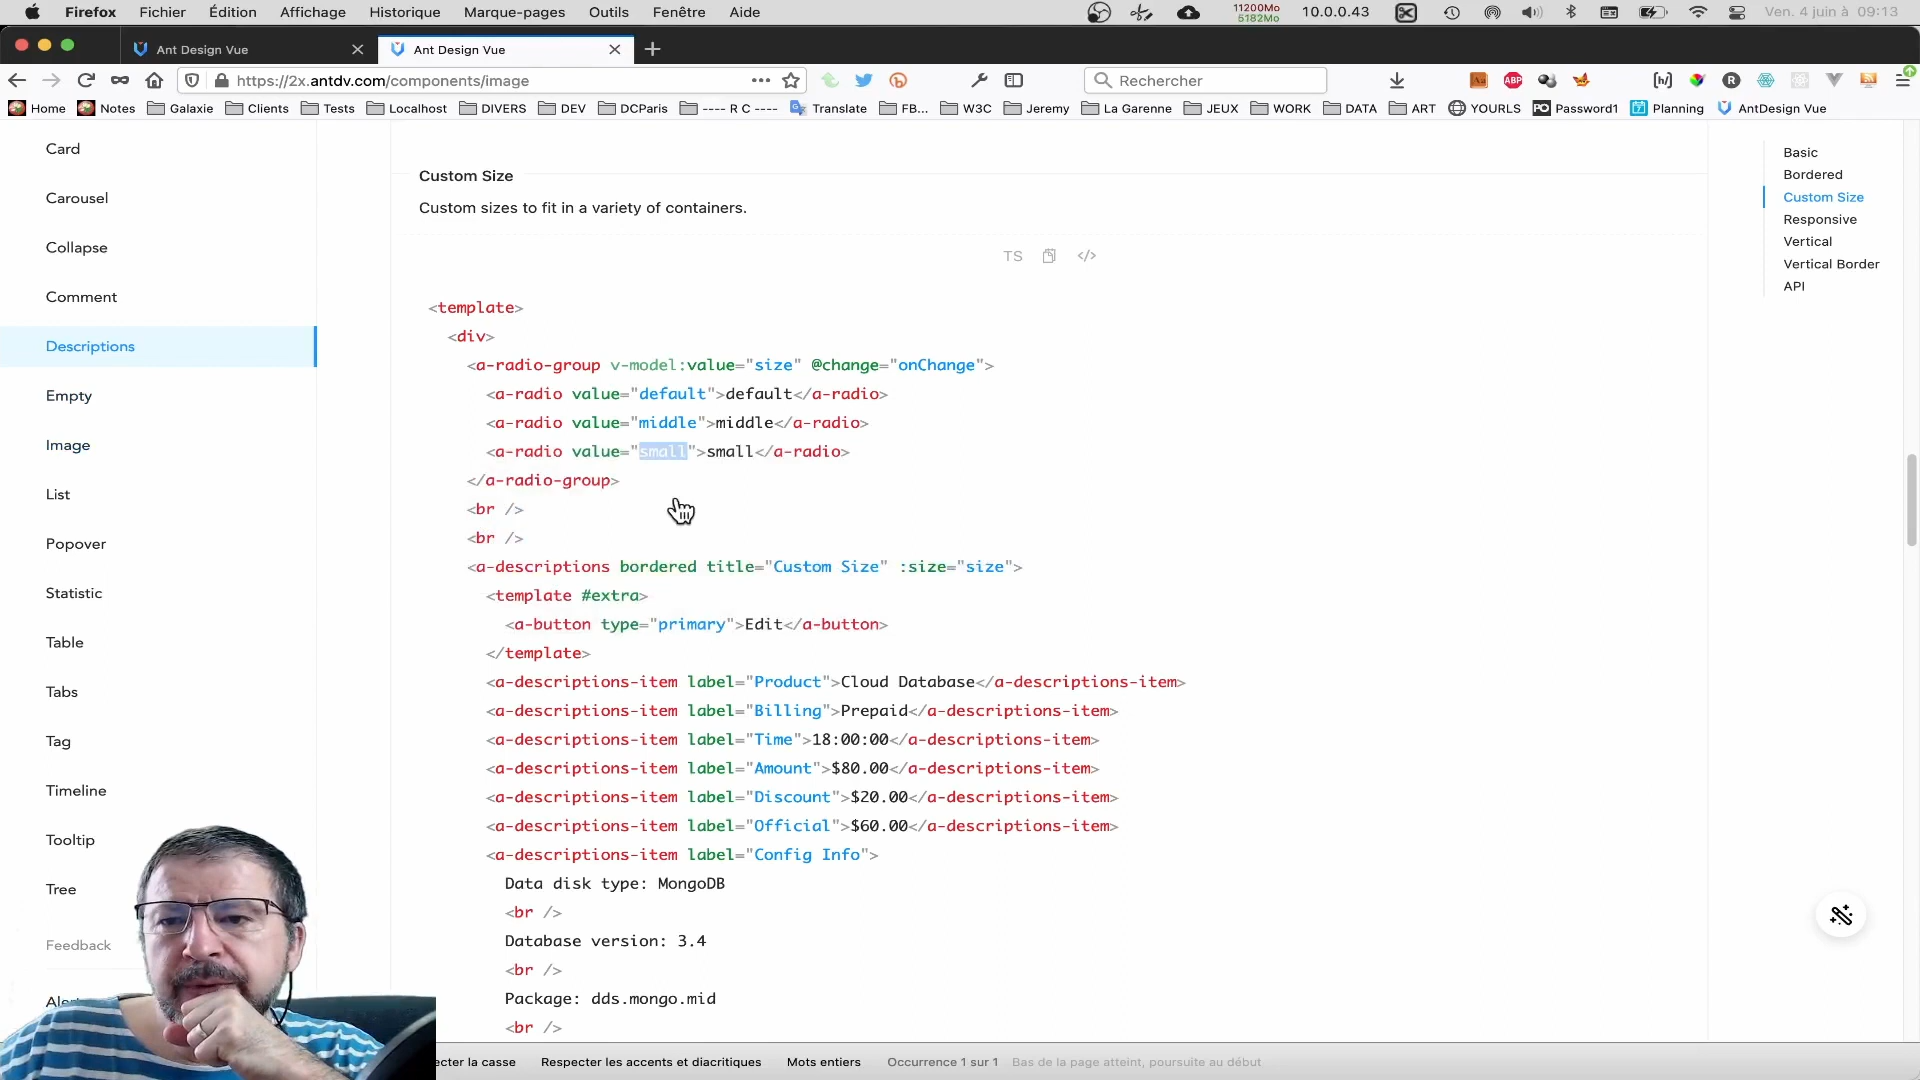 Firefox Fichier Édition Affichage Historique Marque-pages Outils Fenêtre Aide 11200Mo 5182Mo 10.0.0.43 Ven. 4 juin à 09:13
Ant Design Vue
Ant Design Vue
https://2x.antdv.com/components/image
Rechercher
Home Notes Galaxie Clients Tests Localhost DIVERS DEV DCParis ---- R C ---- Translate FB... W3C Jeremy La Garenne JEUX WORK DATA ART YOURLS Password1 Planning AntDesign Vue
Card
Carousel
Collapse
Comment
Descriptions
Empty
Image
List
Popover
Statistic
Table
Tabs
Tag
Timeline
Tooltip
Tree
Feedback
Custom Size
Custom sizes to fit in a variety of containers.
TS </>
<template>
<div>
<a-radio-group v-model:value="size" @change="onChange">
<a-radio value="default">default</a-radio>
<a-radio value="middle">middle</a-radio>
<a-radio value="small">small</a-radio>
</a-radio-group>
<br />
<br />
<a-descriptions bordered title="Custom Size" :size="size">
<template #extra>
<a-button type="primary">Edit</a-button>
</template>
<a-descriptions-item label="Product">Cloud Database</a-descriptions-item>
<a-descriptions-item label="Billing">Prepaid</a-descriptions-item>
<a-descriptions-item label="Time">18:00:00</a-descriptions-item>
<a-descriptions-item label="Amount">$80.00</a-descriptions-item>
<a-descriptions-item label="Discount">$20.00</a-descriptions-item>
<a-descriptions-item label="Official">$60.00</a-descriptions-item>
<a-descriptions-item label="Config Info">
Data disk type: MongoDB
<br />
Database version: 3.4
<br />
Package: dds.mongo.mid
<br />
Basic
Bordered
Custom Size
Responsive
Vertical
Vertical Border
API
ecter la casse Respecter les accents et diacritiques Mots entiers Occurrence 1 sur 1 Bas de la page atteint, poursuite au début